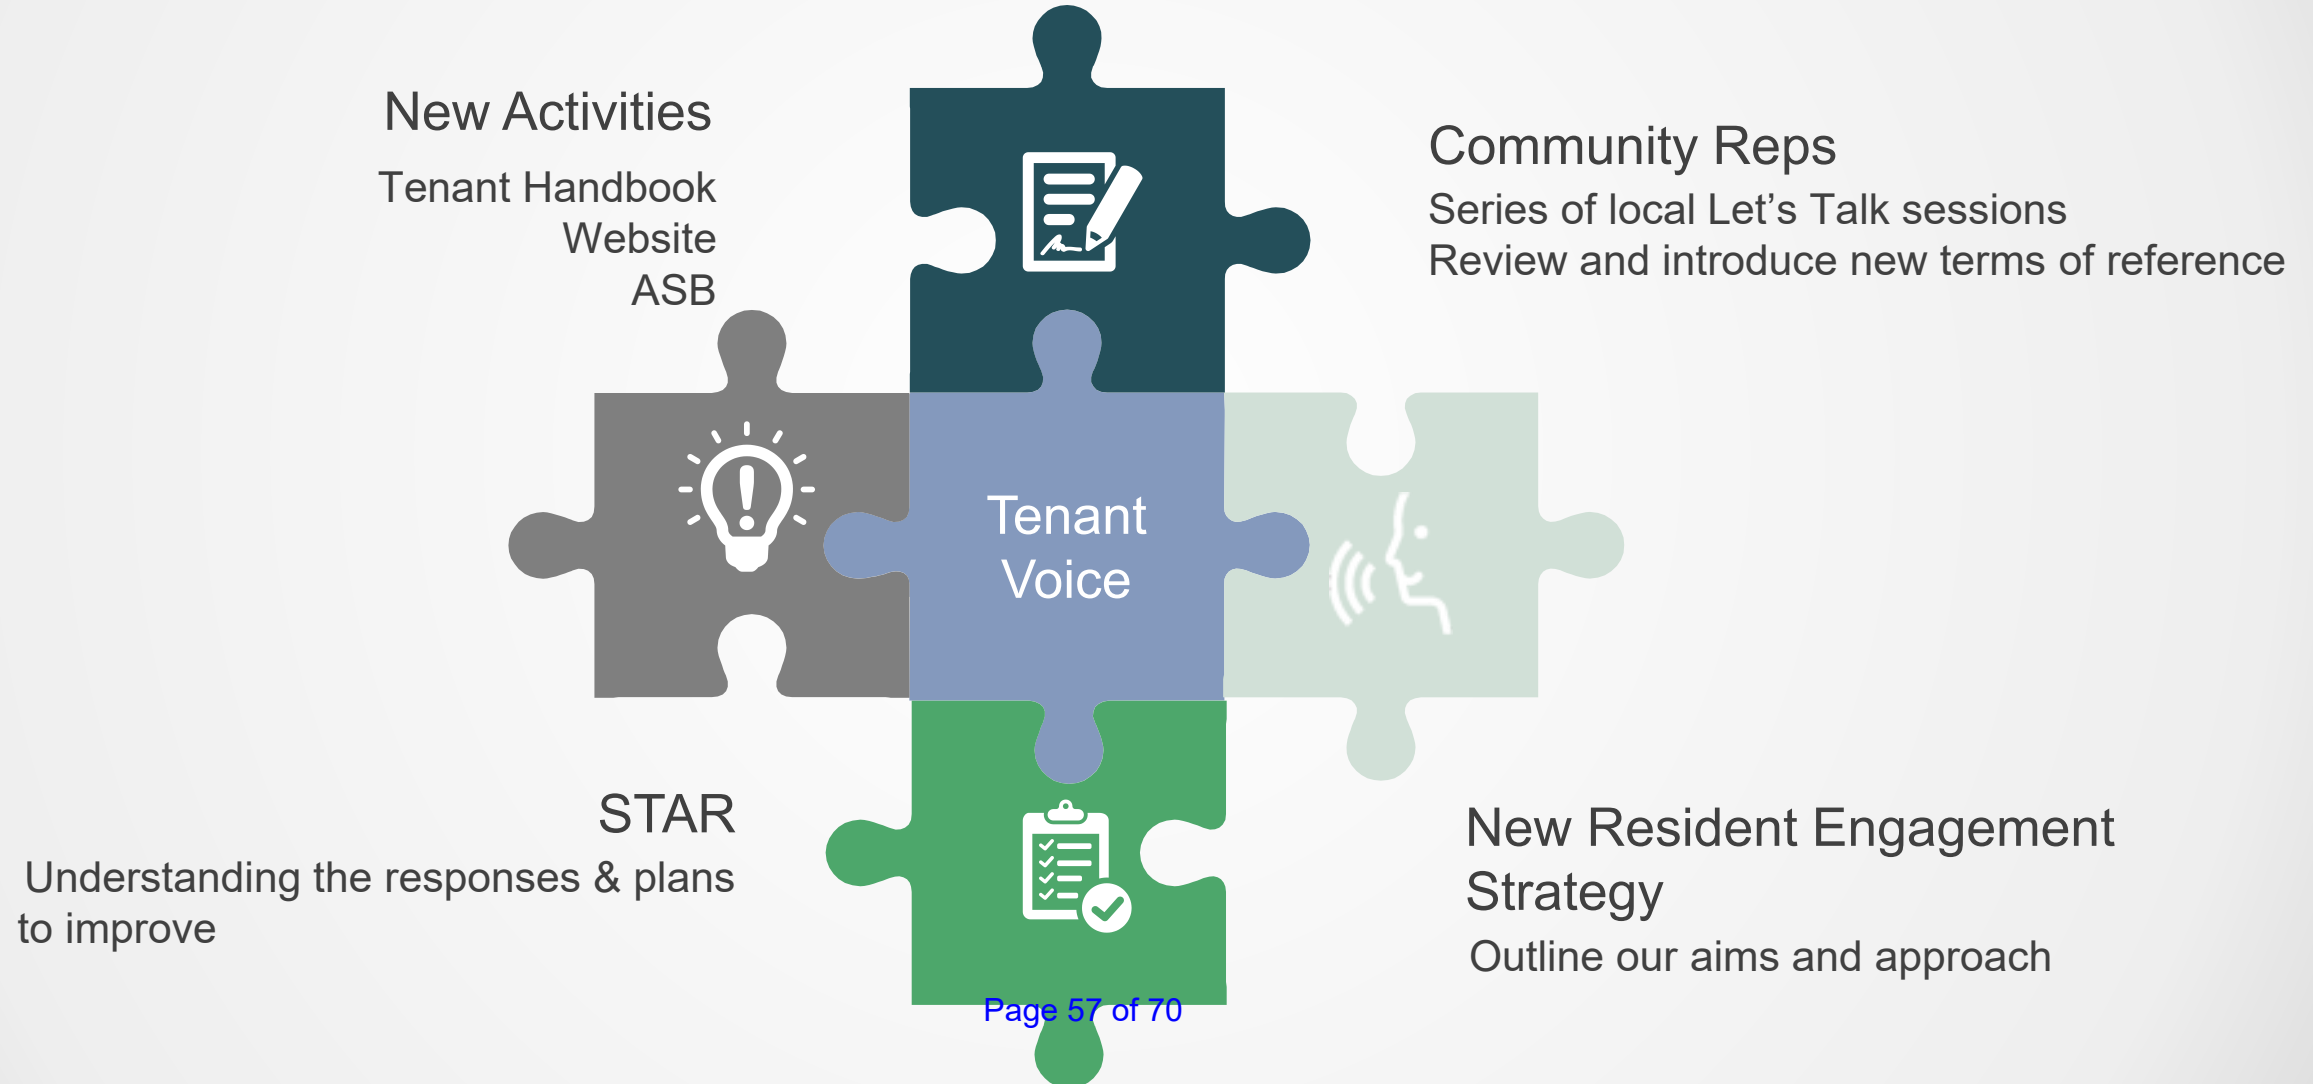 New Activities
Tenant Handbook
Website
ASB
Community Reps
Series of local Let’s Talk sessions
Review and introduce new terms of reference
Tenant
Voice
STAR
Understanding the responses & plans
to improve
New Resident Engagement
Strategy
Outline our aims and approach
Page 57 of 70